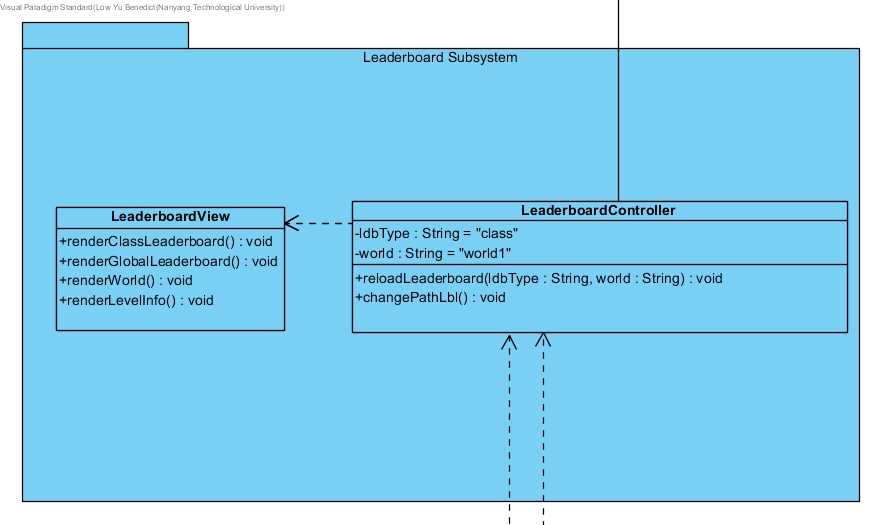 Visual Paradigm Standard(Low Yu Benedict(Nanyang Technological University))
Leaderboard Subsystem
LeaderboardView
+renderClassLeaderboard() : void
+renderGlobalLeaderboard() : void
+renderWorld() : void
+renderLevelInfo() : void
LeaderboardController
-ldbType : String = "class"
-world : String = "world1"
+reloadLeaderboard(ldbType : String, world : String) : void
+changePathLbl() : void